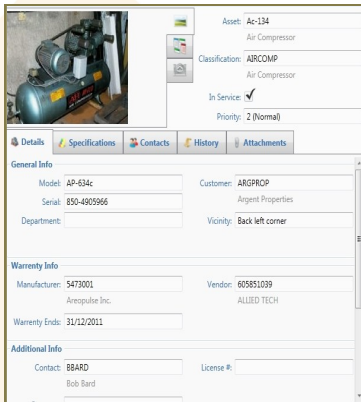 Asset: Ac-134
Air Compressor
Classification: AIRCOMP
Air Compressor
In Service:
Priority: 2 (Normal)
Details Specifications Contacts History Attachments
General Info
Model: AP-634c Customer: ARGPROP
Argent Properties
Serial: 850-4905966
Department: Vicinity: Back left corner
Warrenty Info
Manufacturer: 5473001 Vendor: 605851039
Areopulse Inc. ALLIED TECH
Warrenty Ends: 31/12/2011
Additional Info
Contact: BBARD License #:
Bob Bard